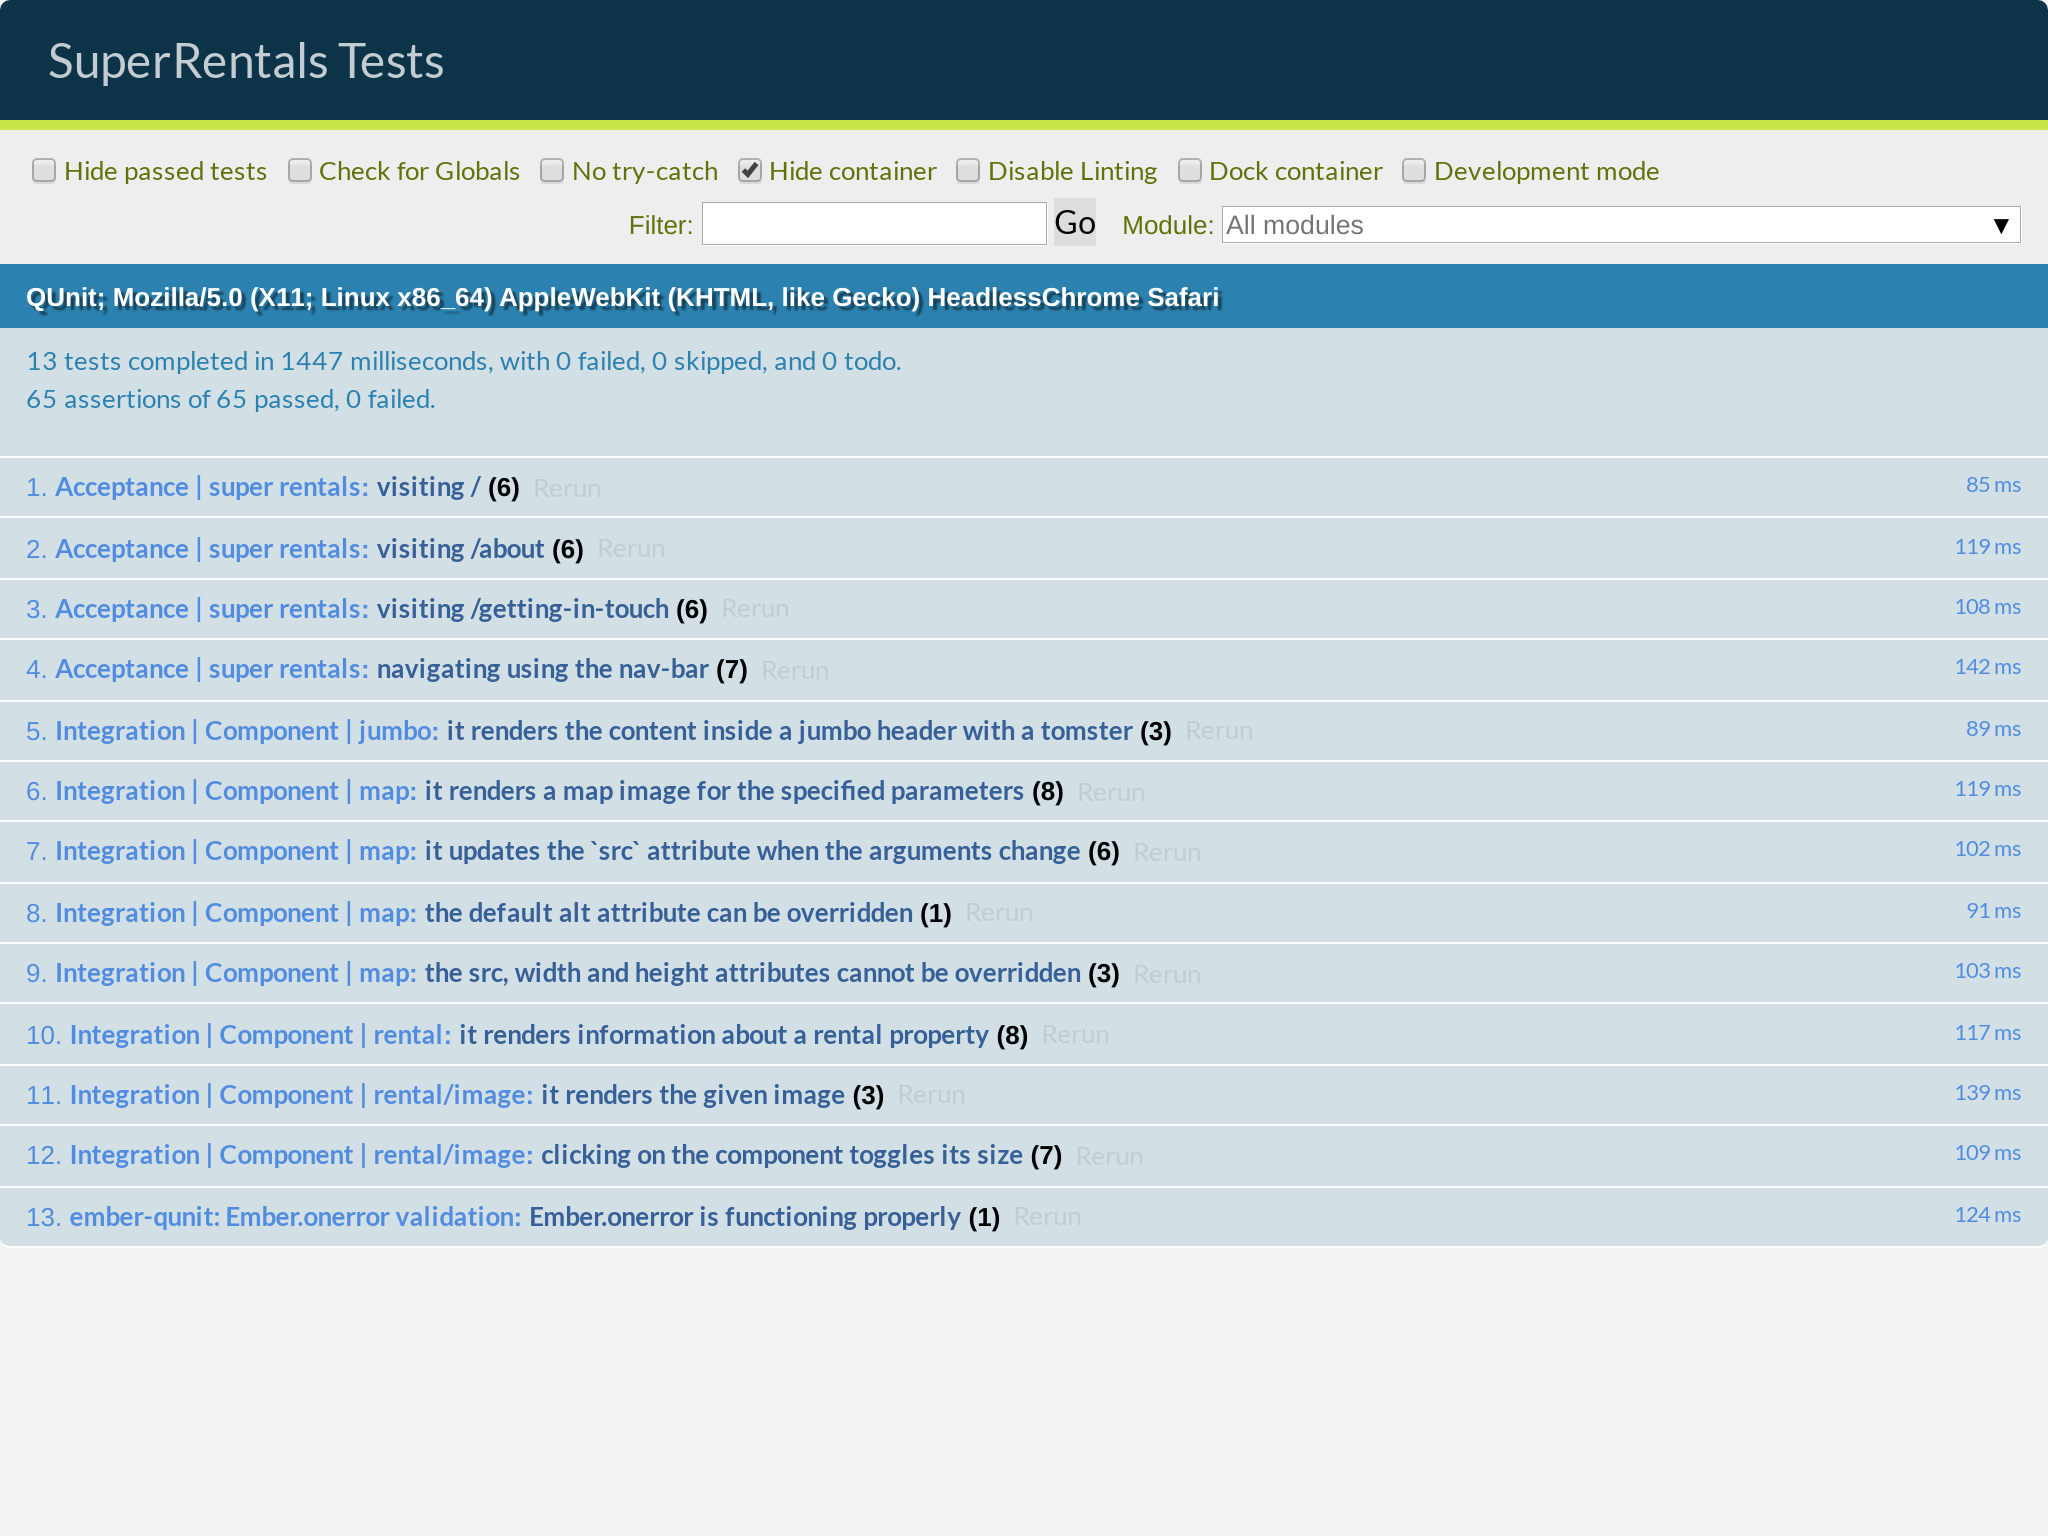 SuperRentals Tests
Hide passed tests Check for Globals No try-catch Hide container Disable Linting Dock container Development mode
Filter: Go Module: All modules ▼
QUnit; Mozilla/5.0 (X11; Linux x86_64) AppleWebKit (KHTML, like Gecko) HeadlessChrome Safari
13 tests completed in 1447 milliseconds, with 0 failed, 0 skipped, and 0 todo.
65 assertions of 65 passed, 0 failed.
1. Acceptance | super rentals: visiting / (6) Rerun 85 ms
2. Acceptance | super rentals: visiting /about (6) Rerun 119 ms
3. Acceptance | super rentals: visiting /getting-in-touch (6) Rerun 108 ms
4. Acceptance | super rentals: navigating using the nav-bar (7) Rerun 142 ms
5. Integration | Component | jumbo: it renders the content inside a jumbo header with a tomster (3) Rerun 89 ms
6. Integration | Component | map: it renders a map image for the specified parameters (8) Rerun 119 ms
7. Integration | Component | map: it updates the `src` attribute when the arguments change (6) Rerun 102 ms
8. Integration | Component | map: the default alt attribute can be overridden (1) Rerun 91 ms
9. Integration | Component | map: the src, width and height attributes cannot be overridden (3) Rerun 103 ms
10. Integration | Component | rental: it renders information about a rental property (8) Rerun 117 ms
11. Integration | Component | rental/image: it renders the given image (3) Rerun 139 ms
12. Integration | Component | rental/image: clicking on the component toggles its size (7) Rerun 109 ms
13. ember-qunit: Ember.onerror validation: Ember.onerror is functioning properly (1) Rerun 124 ms